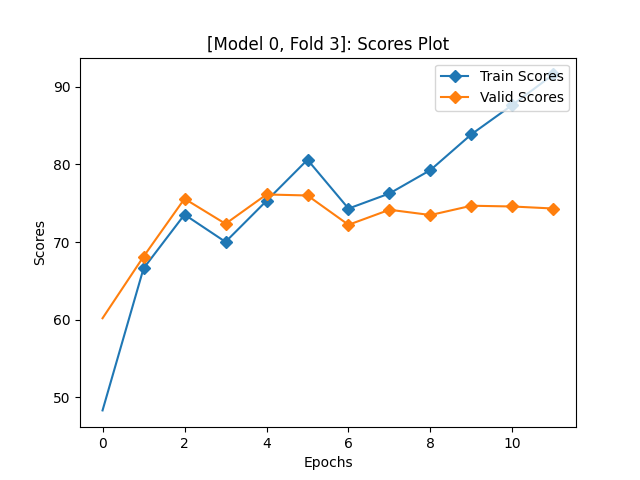 [Model 0, Fold 3]: Scores Plot
Train Scores
Valid Scores
Scores
90
80
70
60
50
0 2 4 6 8 10
Epochs